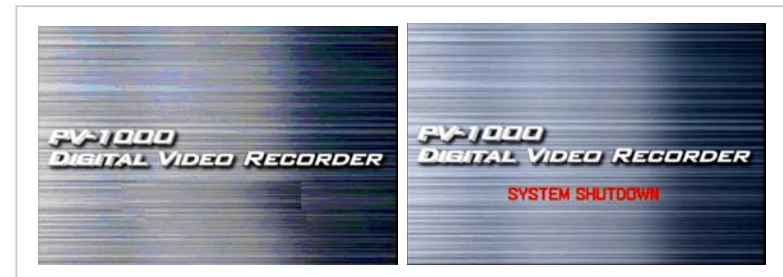 PV-1000
DIGITAL VIDEO RECORDER
PV-1000
DIGITAL VIDEO RECORDER
SYSTEM SHUTDOWN